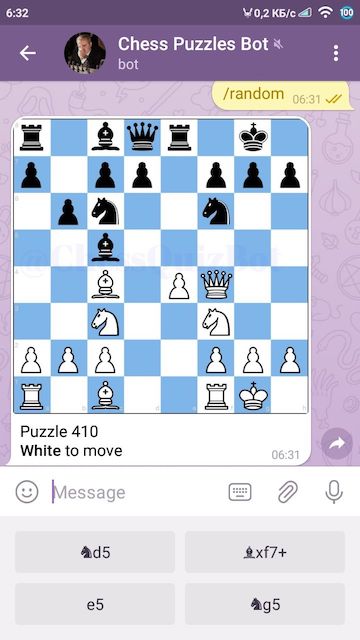 6:32
0,2 КБ/с
100
Chess Puzzles Bot
bot
/random 06:31
@ChessQuizBot
Puzzle 410
White to move
06:31
Message
♞d5
♝xf7+
e5
♞g5